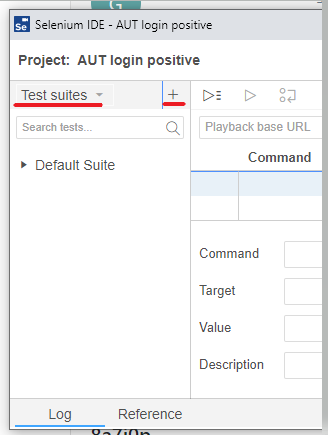 G
Se Selenium IDE - AUT login positive
Project: AUT login positive
Test suites +
Search tests...
Playback base URL
Default Suite
Command
Command
Target
Value
Description
Log Reference